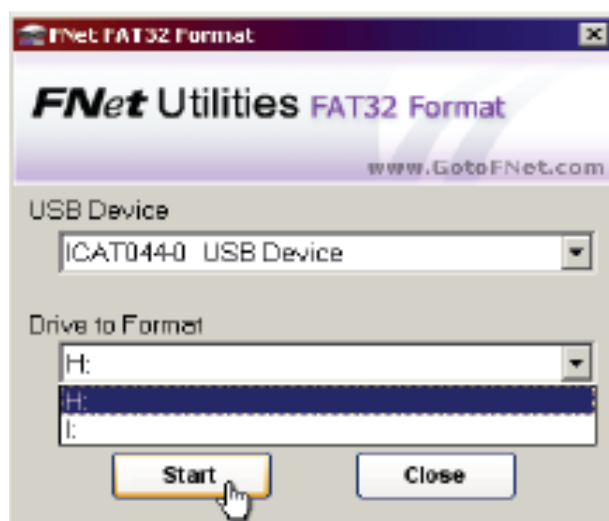 FNet FAT32 Format
FNet Utilities FAT32 Format
www.GotoFNet.com
USB Device
ICAT044-0 USB Device
Drive to Format
H:
H:
I:
Start Close